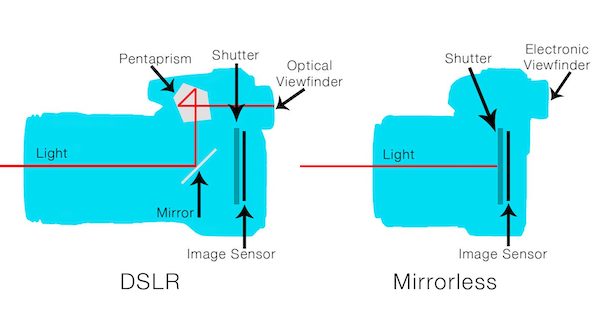 Pentaprism
Shutter
Optical
Viewfinder
Light
Mirror
Image Sensor
DSLR
Shutter
Electronic
Viewfinder
Light
Image Sensor
Mirrorless